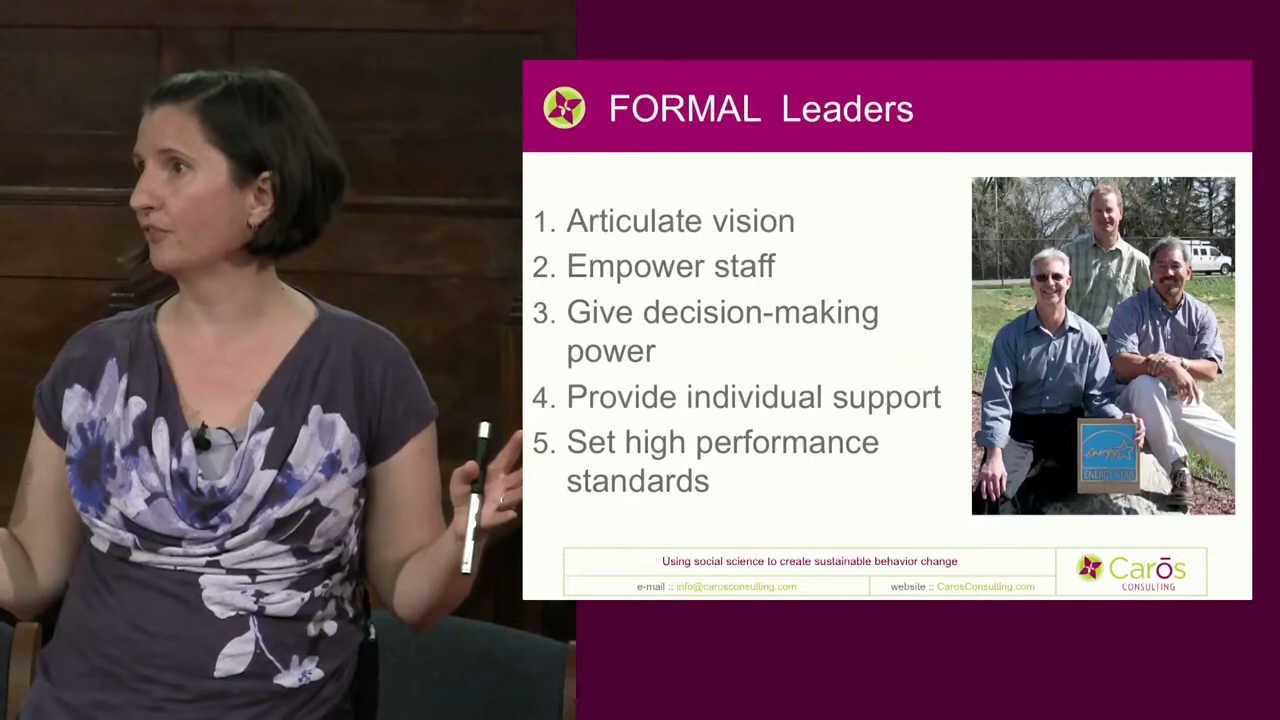 FORMAL Leaders
1. Articulate vision
2. Empower staff
3. Give decision-making
power
4. Provide individual support
5. Set high performance
standards
ENERGY STAR
Using social science to create sustainable behavior change
e-mail :: info@carosconsulting.com
website :: CarosConsulting.com
Carōs
CONSULTING